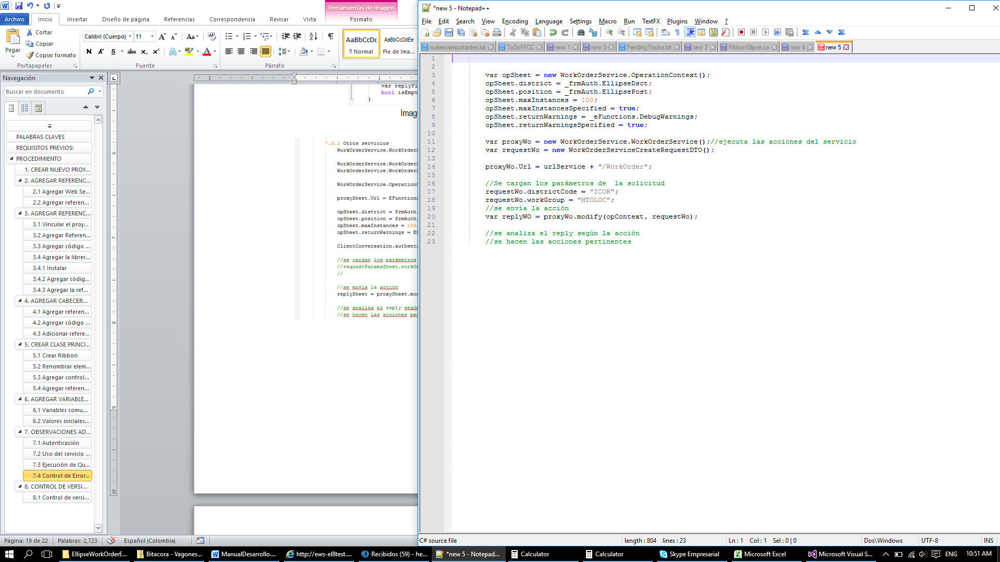 Herramientas de imagen
Archivo Inicio Insertar Diseño de página Referencias Correspondencia Revisar Vista Formato
Pegar
Cortar
Copiar
Copiar formato
Calibri (Cuerpo) 11
N K S abc x₂ x²
AaBbCcDc AaBbCcDdEe
¶ Normal Pie de Ima...
Portapapeles Fuente Párrafo
Navegación
Buscar en documento
PALABRAS CLAVES
REQUISITOS PREVIOS:
PROCEDIMIENTO
1. CREAR NUEVO PROY...
2. AGREGAR REFERENC...
2.1 Agregar Web Se...
2.2 Agregar referen...
3. AGREGAR REFERENC...
3.1 Vincular el proy...
3.2 Agregar Referen...
3.3 Agregar código ...
3.4 Agregar la librer...
3.4.1 Instalar
3.4.2 Agregar códig...
3.4.3 Agregar la ref...
4. AGREGAR CABECER...
4.1 Agregar referen...
4.2 Agregar código ...
4.3 Adicionar refere...
5. CREAR CLASE PRINCI...
5.1 Crear Ribbon
5.2 Renombrar elem...
5.3 Agregar control...
5.4 Agregar referen...
6. AGREGAR VARIABLE...
6.1 Variables comu...
6.2 Valores iniciales...
7. OBSERVACIONES AD...
7.1 Autenticación
7.2 Uso del servicio ...
7.3 Ejecución de Qu...
7.4 Control de Error...
8. CONTROL DE VERSI...
8.1 Control de versi...
var replyFi
bool isEmpt
}
Imag
7.2.2 Otros servicios
WorkOrderService.WorkOrderS
WorkOrderService.WorkOrderS
WorkOrderService.WorkOrderS
WorkOrderService.OperationC
proxySheet.Url = EFunctions
opSheet.district = frmAuth.
opSheet.position = frmAuth.
opSheet.maxInstances = 100
opSheet.returnWarnings = E
ClientConversation.authenti
//se cargan los parámetros
//requestParamsSheet.workO
//
//se envía la acción
replySheet = proxySheet.mod
//se analiza el reply según
//se hacen las acciones per
Página: 19 de 22 Palabras: 2,723 Español (Colombia)
*new 5 - Notepad++
File Edit Search View Encoding Language Settings Macro Run TextFX Plugins Window ?
numerosimportantes.txt ToDoFFCC new 1 new 3 PendingTracks.txt new 2 RibbonEllipse.cs new 4 new 5
1
2
3 var opSheet = new WorkOrderService.OperationContext();
4 opSheet.district = _frmAuth.EllipseDsct;
5 opSheet.position = _frmAuth.EllipsePost;
6 opSheet.maxInstances = 100;
7 opSheet.maxInstancesSpecified = true;
8 opSheet.returnWarnings = _eFunctions.DebugWarnings;
9 opSheet.returnWarningsSpecified = true;
10
11 var proxyWo = new WorkOrderService.WorkOrderService();//ejecuta las acciones del servicio
12 var requestWo = new WorkOrderServiceCreateRequestDTO();
13
14 proxyWo.Url = urlService + "/WorkOrder";
15
16 //Se cargan los parámetros de  la solicitud
17 requestWo.districtCode = "ICOR";
18 requestWo.workGroup = "MTOLOC";
19 //se envía la acción
20 var replyWO = proxyWo.modify(opContext, requestWo);
21
22 //se analiza el reply según la acción
23 //se hacen las acciones pertinentes
C# source file length : 804 lines : 23 Ln : 1 Col : 1 Sel : 0 | 0 Dos\Windows UTF-8 INS
EllipseWorkOrderE... Bitacora - Vagones... ManualDesarrollo.... http://ews-el8test.... Recibidos (59) - he... *new 5 - Notepad... Calculator Calculator Skype Empresarial Microsoft Excel Microsoft Visual S... ENG 10:51 AM